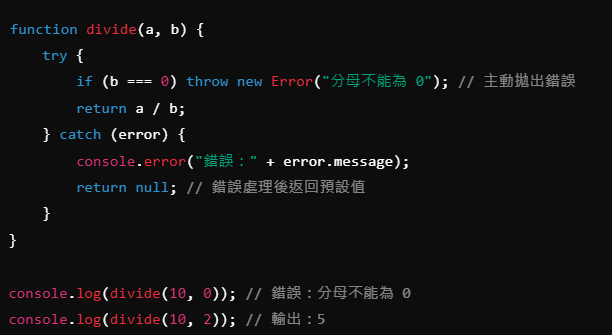 function divide(a, b) {
    try {
        if (b === 0) throw new Error("分母不能為 0"); // 主動拋出錯誤
        return a / b;
    } catch (error) {
        console.error("錯誤：" + error.message);
        return null; // 錯誤處理後返回預設值
    }
}

console.log(divide(10, 0)); // 錯誤：分母不能為 0
console.log(divide(10, 2)); // 輸出：5